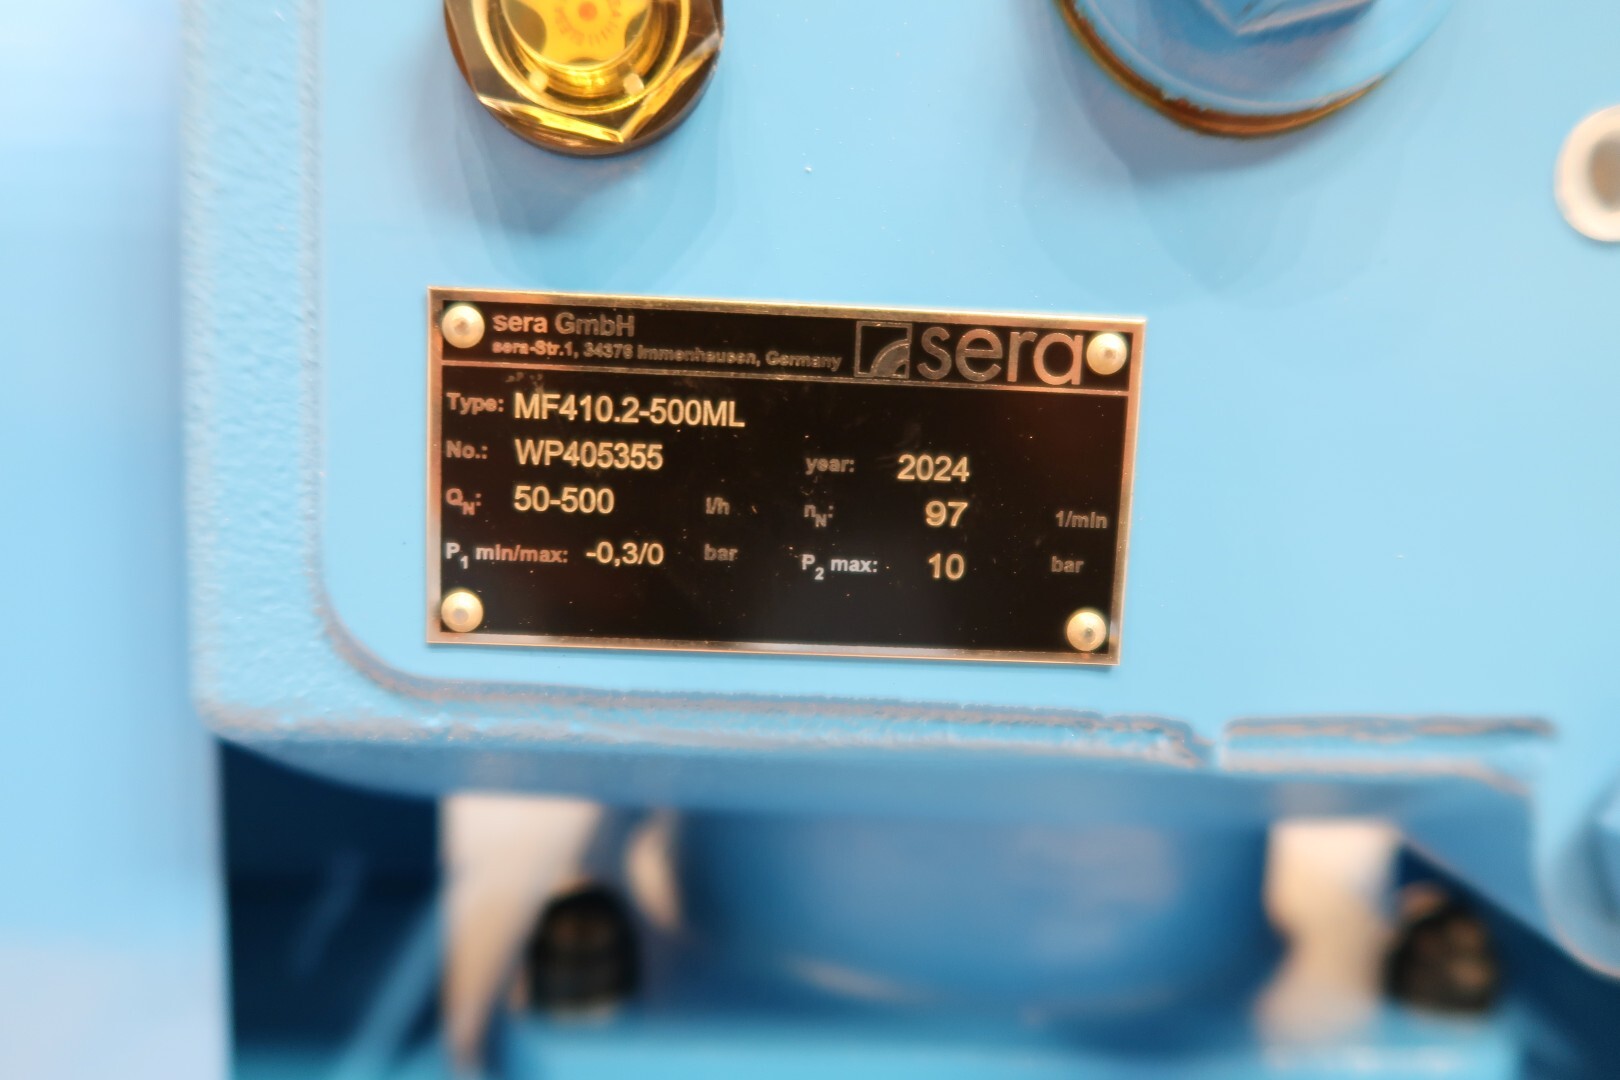 sera GmbH
sera-Str.1, 34376 Immenhausen, Germany
sera
Type: MF410.2-500ML
No.: WP405355 year: 2024
QN: 50-500 l/h nN: 97 1/min
P1 min/max: -0,3/0 bar P2 max: 10 bar